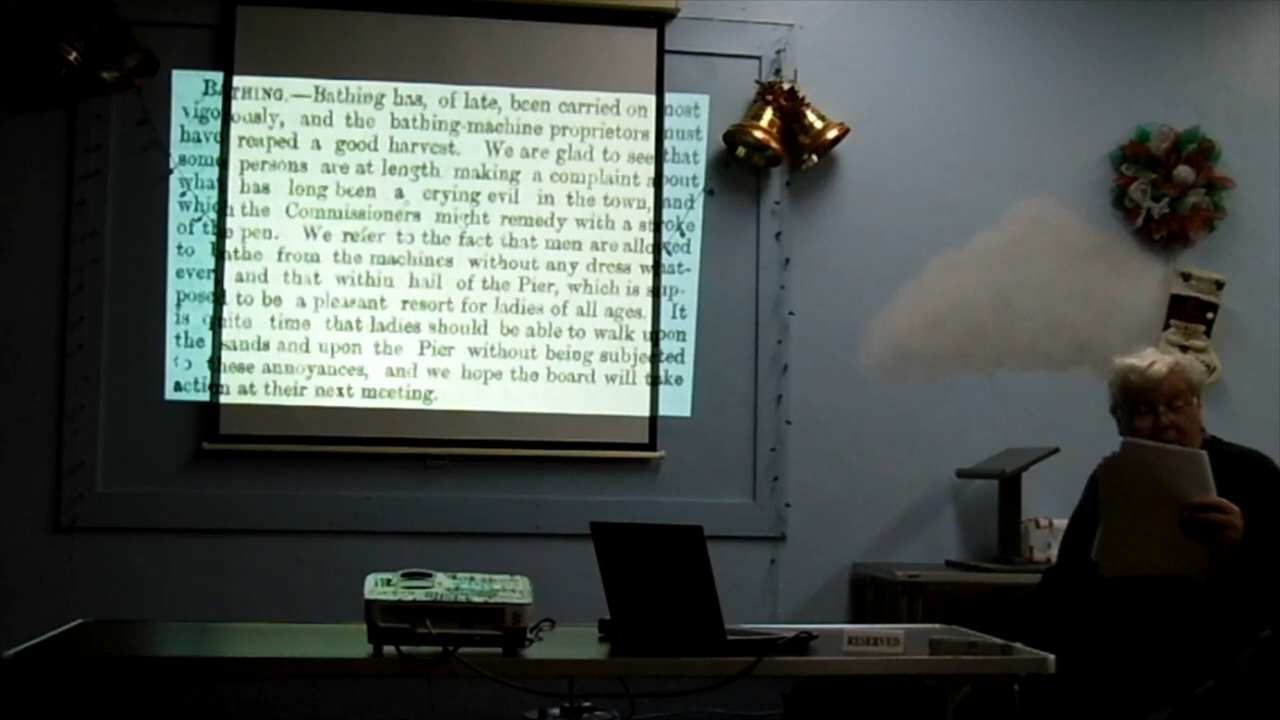 BATHING.—Bathing has, of late, been carried on most
vigorously, and the bathing-machine proprietors must
have reaped a good harvest. We are glad to see that
some persons are at length making a complaint about
what has long been a crying evil in the town, and
which the Commissioners might remedy with a stroke
of the pen. We refer to the fact that men are allowed
to bathe from the machines without any dress what-
ever, and that within hail of the Pier, which is sup-
posed to be a pleasant resort for ladies of all ages. It
is quite time that ladies should be able to walk upon
the sands and upon the Pier without being subjected
to these annoyances, and we hope the board will take
action at their next meeting.
RESERVED